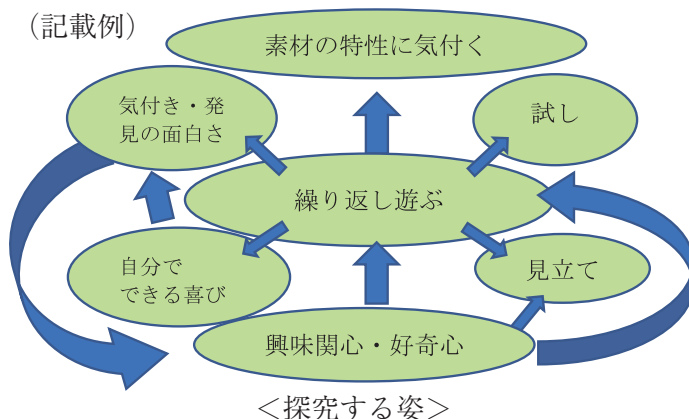 （記載例）
素材の特性に気付く
気付き・発
見の面白さ
試し
繰り返し遊ぶ
自分で
できる喜び
見立て
興味関心・好奇心
＜探究する姿＞